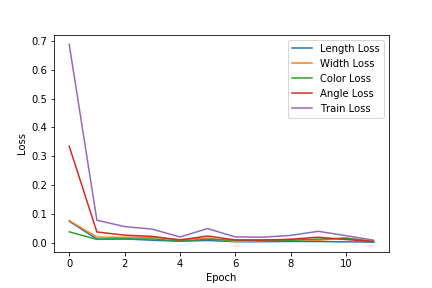 0.7
0.6
0.5
0.4
0.3
0.2
0.1
0.0
Loss
0 2 4 6 8 10
Epoch
Length Loss
Width Loss
Color Loss
Angle Loss
Train Loss